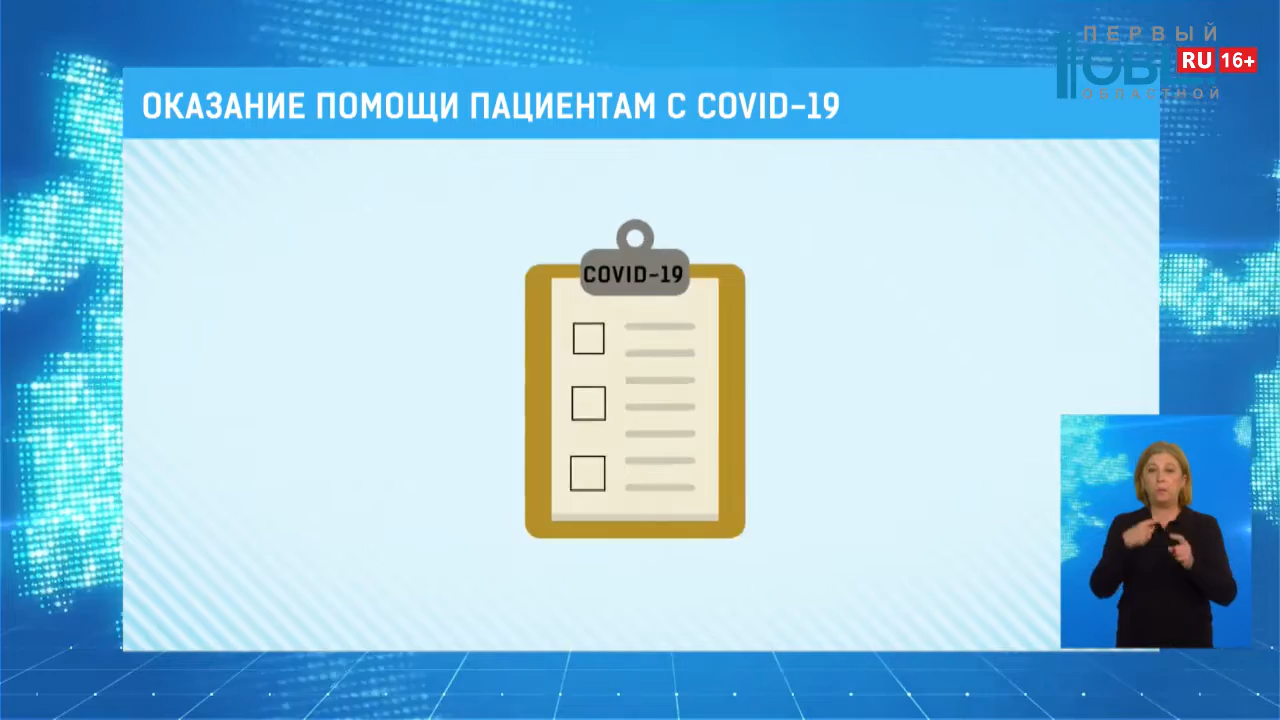 ПЕРВЫЙ
RU 16+
ОБЛАСТНОЙ
ОКАЗАНИЕ ПОМОЩИ ПАЦИЕНТАМ С COVID-19
COVID-19